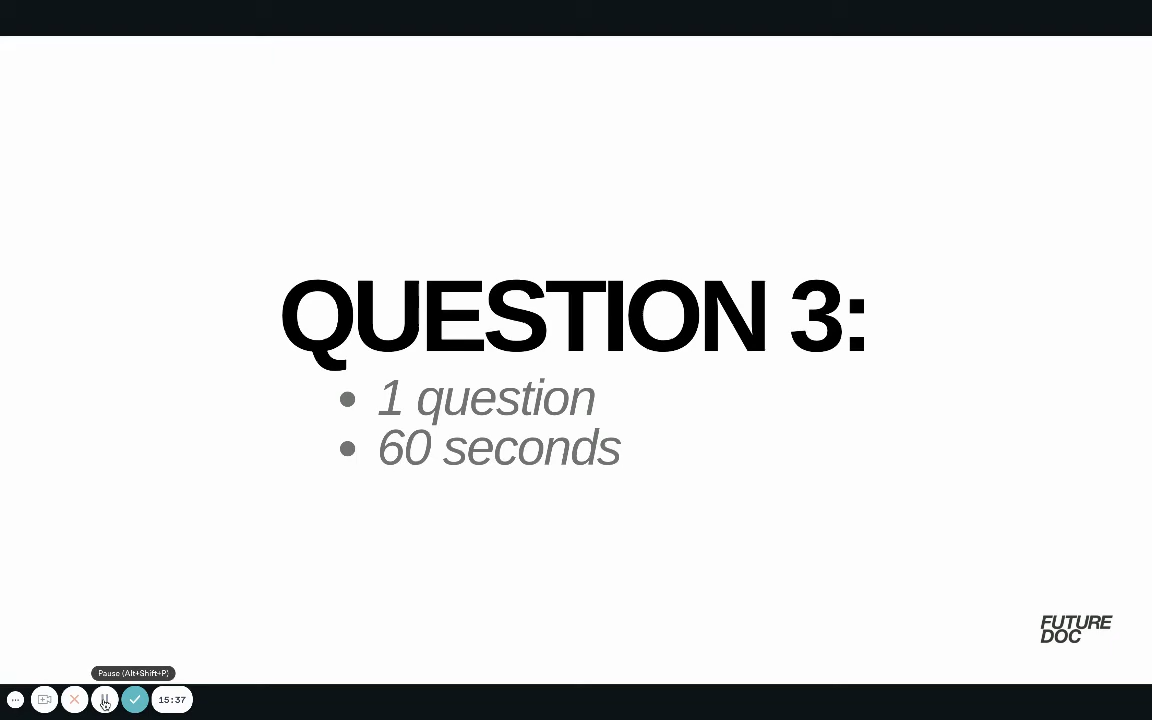 QUESTION 3:
• 1 question
• 60 seconds
FUTURE
DOC
Pause (Alt+Shift+P)
15:37